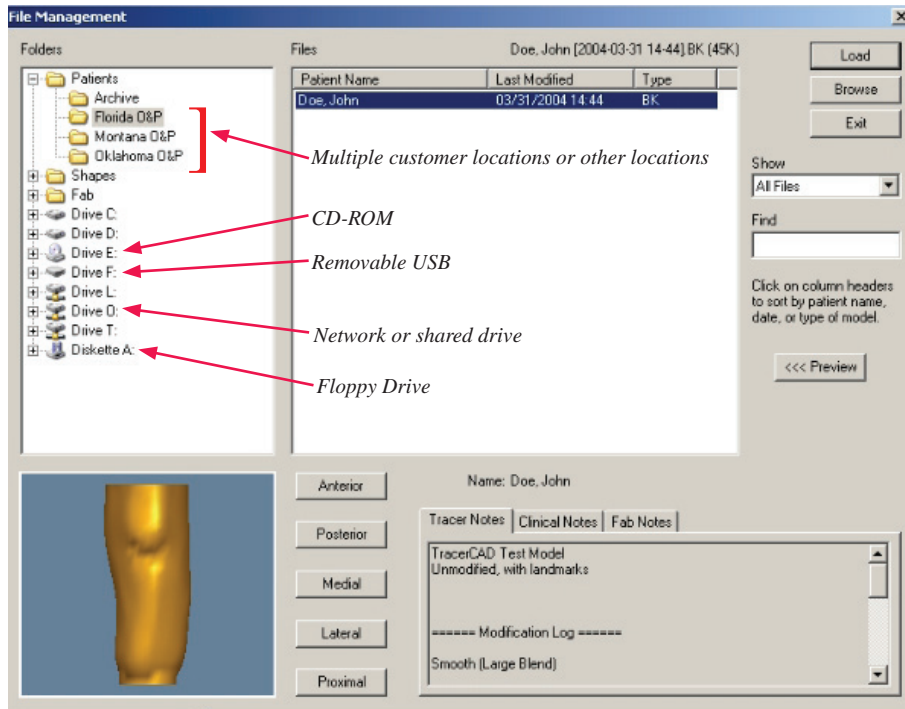 File Management
Folders
Files
Doe, John [2004-03-31 14-44].BK (45K)
Patients
Archive
Florida O&P
Montana O&P
Oklahoma O&P
Shapes
Fab
Drive C:
Drive D:
Drive E:
Drive F:
Drive L:
Drive O:
Drive T:
Diskette A:
Patient Name Last Modified Type
Doe, John 03/31/2004 14:44 BK
Multiple customer locations or other locations
CD-ROM
Removable USB
Network or shared drive
Floppy Drive
Load
Browse
Exit
Show
All Files
Find
Click on column headers
to sort by patient name,
date, or type of model.
<<< Preview
Anterior
Posterior
Medial
Lateral
Proximal
Name: Doe, John
Tracer Notes Clinical Notes Fab Notes
TracerCAD Test Model
Unmodified, with landmarks
====== Modification Log ======
Smooth (Large Blend)